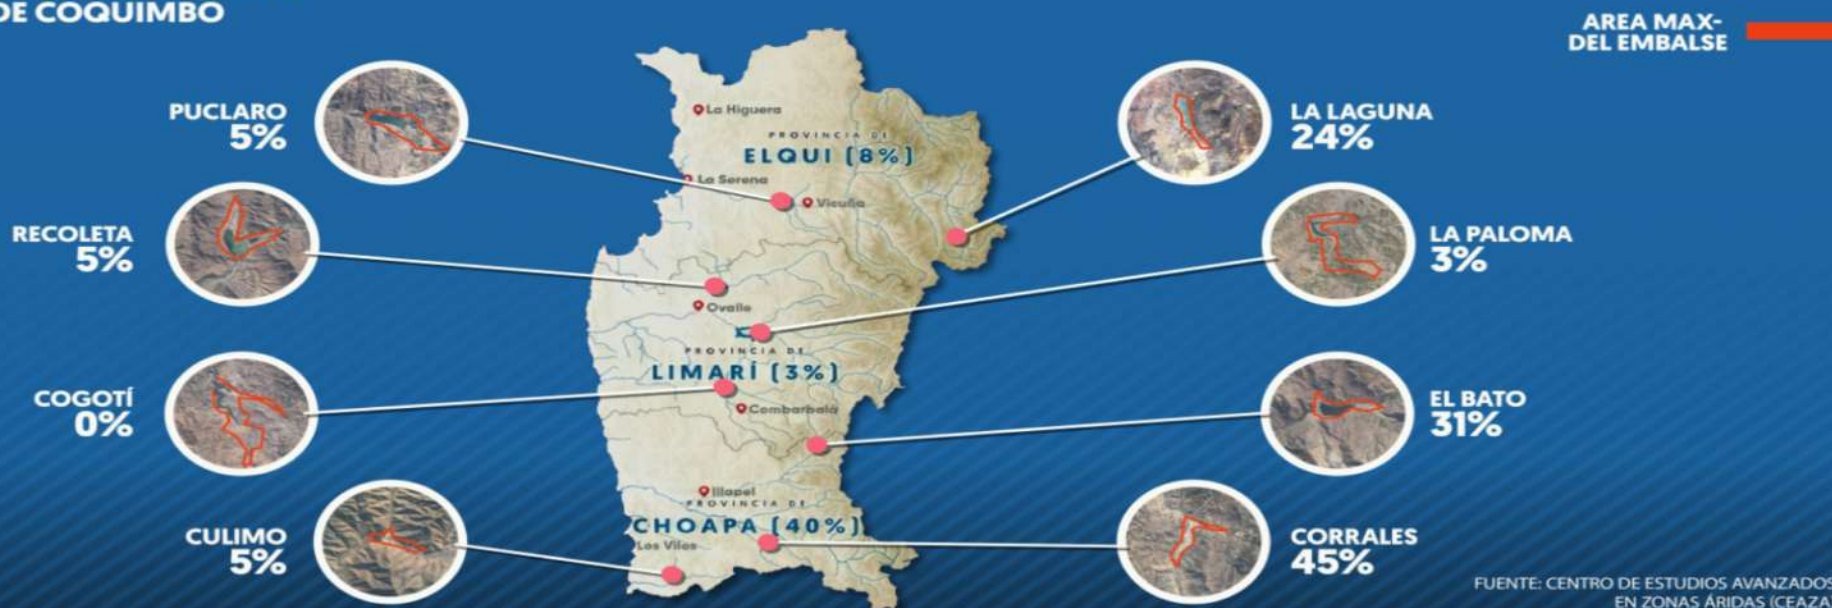 DE COQUIMBO
AREA MAX-
DEL EMBALSE
PUCLARO
5%
LA LAGUNA
24%
RECOLETA
5%
LA PALOMA
3%
COGOTÍ
0%
EL BATO
31%
CULIMO
5%
CORRALES
45%
La Higuera
PROVINCIA DE
ELQUI (8%)
La Serena
Vicuña
Ovalle
PROVINCIA DE
LIMARÍ (3%)
Combarbalá
Illapel
PROVINCIA DE
CHOAPA (40%)
Los Vilos
FUENTE: CENTRO DE ESTUDIOS AVANZADOS
EN ZONAS ÁRIDAS (CEAZA)